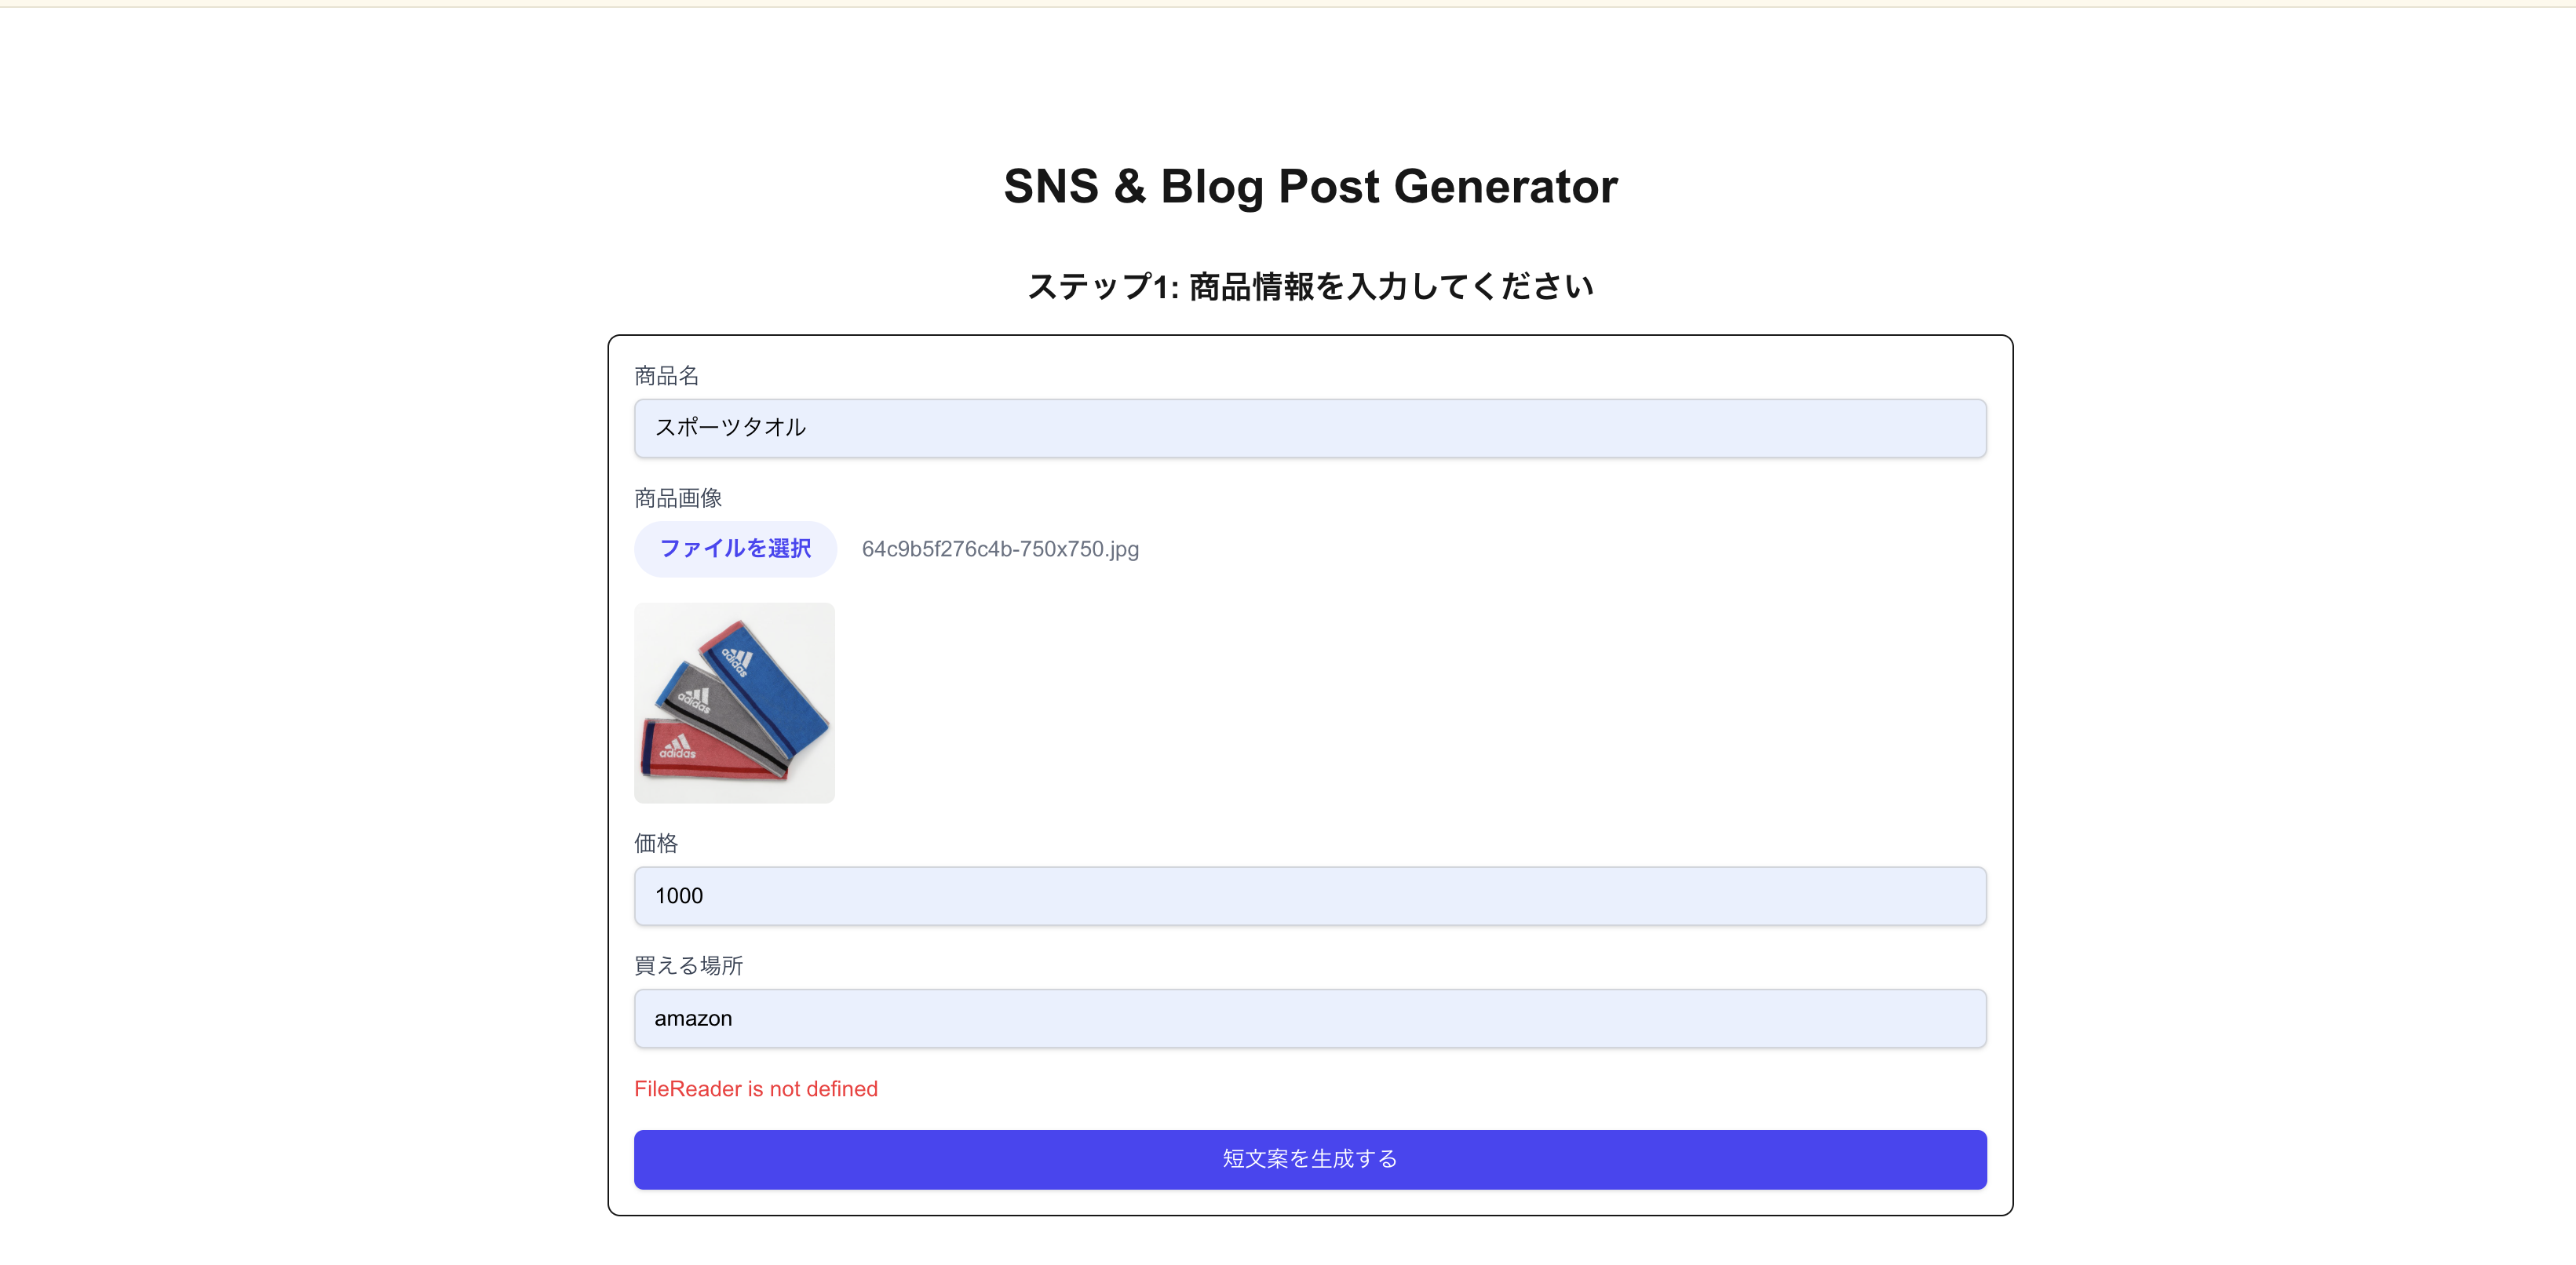 SNS & Blog Post Generator
ステップ1: 商品情報を入力してください
商品名
スポーツタオル
商品画像
ファイルを選択 64c9b5f276c4b-750x750.jpg
adidas
adidas
adidas
価格
1000
買える場所
amazon
FileReader is not defined
短文案を生成する